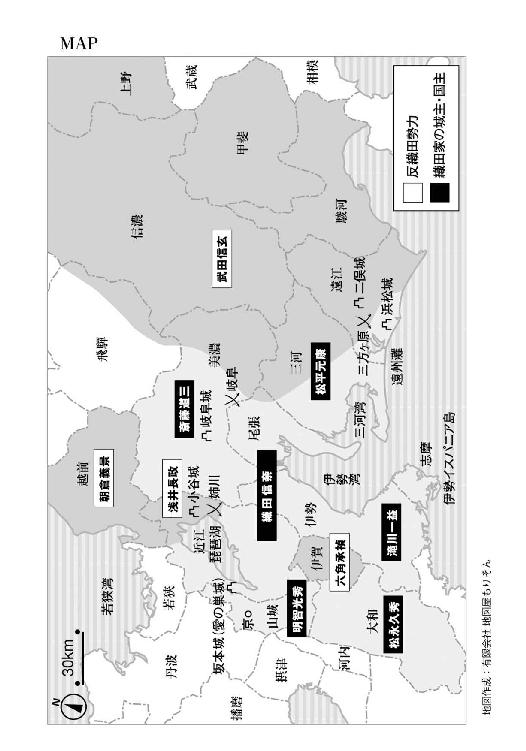 MAP
上野
武蔵
相模
反織田勢力
織田家の城主・国主
甲斐
信濃
駿河
武田信玄
遠江
凸二俣城
三方ヶ原
凸浜松城
遠州灘
飛騨
美濃
三河
松平元康
斎藤道三
凸岐阜城
岐阜
尾張
三河湾
越前
朝倉義景
浅井長政
凸小谷城
姉川
織田信奈
伊勢湾
志摩
伊勢イスパニア島
近江
琵琶湖
伊勢
伊賀
六角承禎
滝川一益
若狭湾
若狭
坂本城(愛の巣城)
凸
京
山城
明智光秀
大和
松永久秀
丹波
摂津
河内
播磨
N
30km
地図作成:有限会社 地図屋もりそん